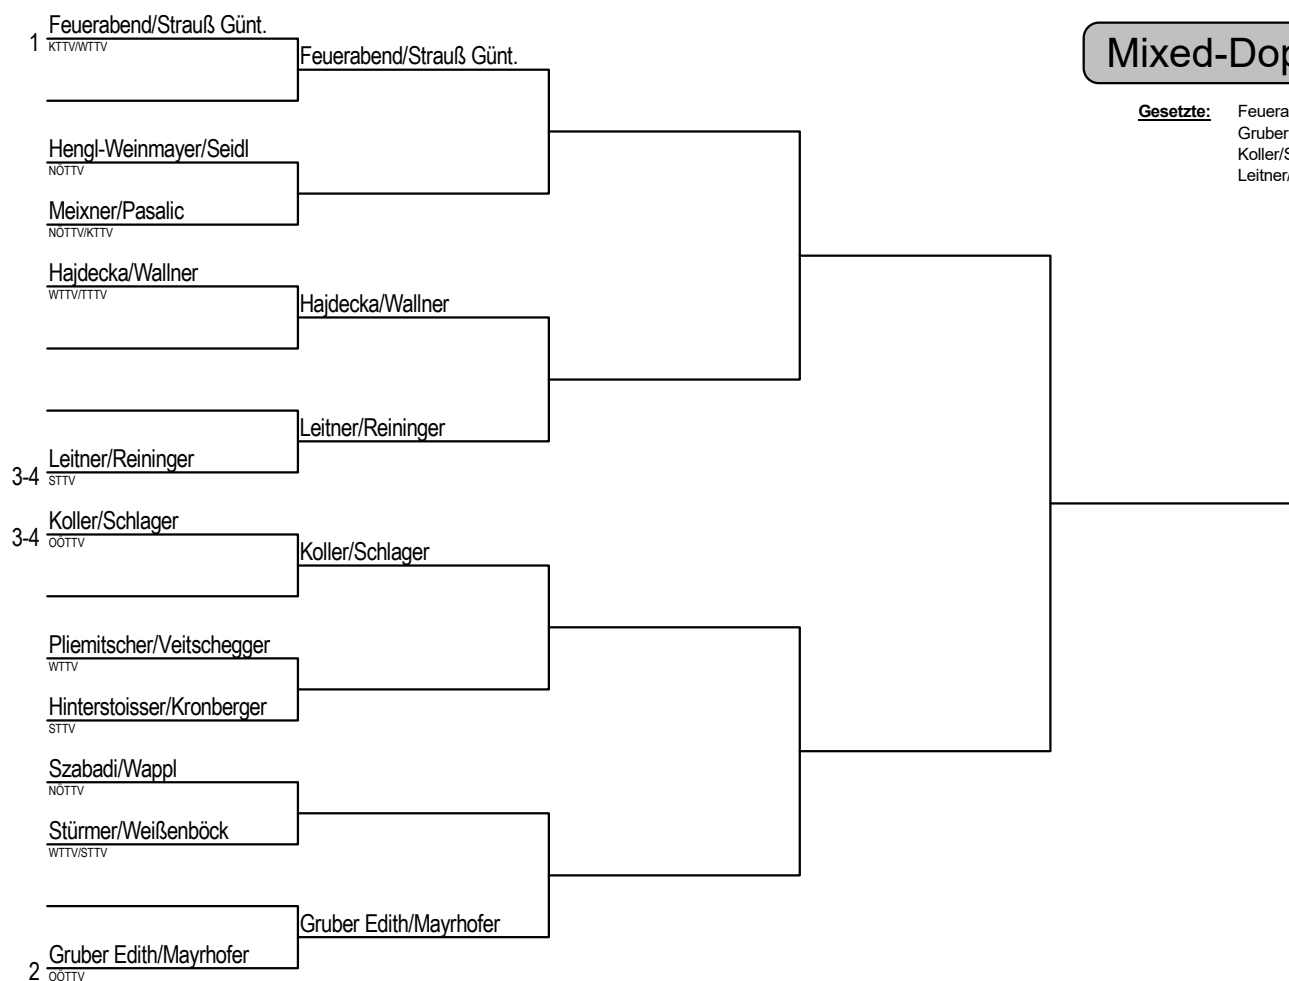 Feuerabend/Strauß Günt.
1
KTTV/WTTV
Feuerabend/Strauß Günt.
Mixed-Dop
Gesetzte: Feuera
Gruber
Koller/S
Leitner/
Hengl-Weinmayer/Seidl
NÖTTV
Meixner/Pasalic
NÖTTV/KTTV
Hajdecka/Wallner
WTTV/TTTV
Hajdecka/Wallner
Leitner/Reininger
Leitner/Reininger
3-4
STTV
Koller/Schlager
3-4
OÖTTV
Koller/Schlager
Pliemitscher/Veitschegger
WTTV
Hinterstoisser/Kronberger
STTV
Szabadi/Wappl
NÖTTV
Stürmer/Weißenböck
WTTV/STTV
Gruber Edith/Mayrhofer
Gruber Edith/Mayrhofer
2
OÖTTV